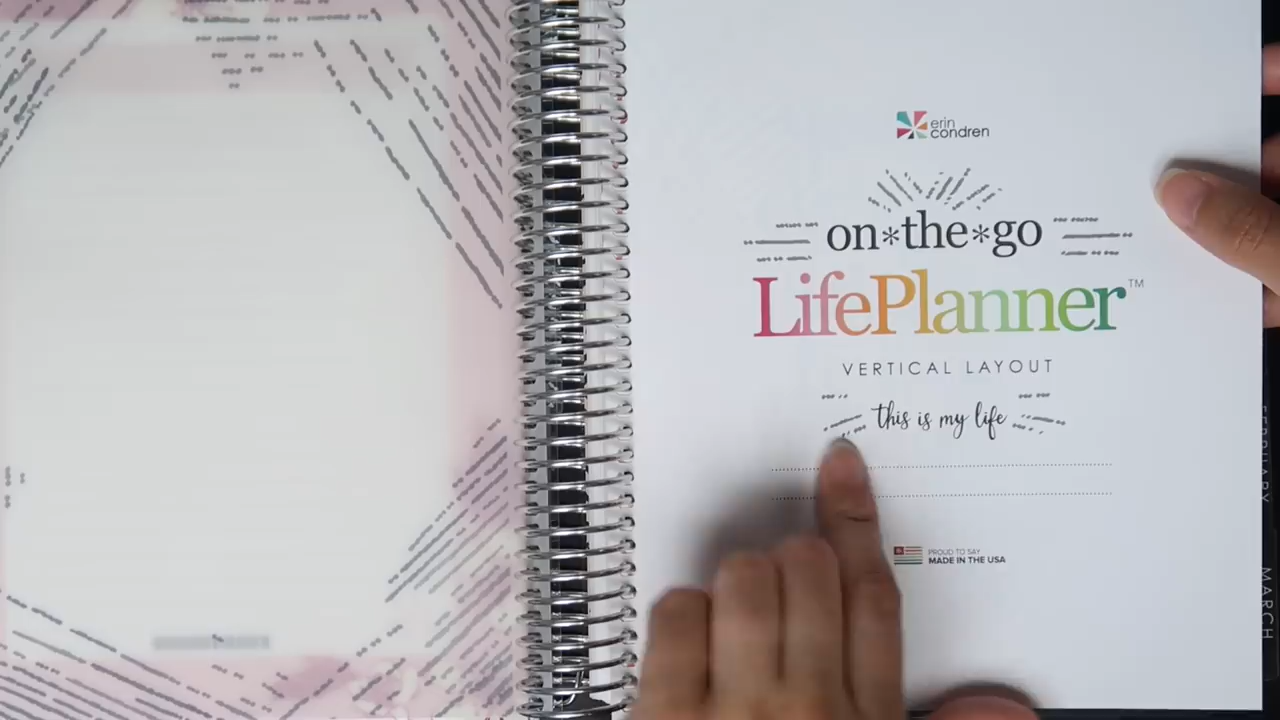 erin
condren
on*the*go
LifePlanner™
VERTICAL LAYOUT
this is my life
PROUD TO SAY
MADE IN THE USA
FEBRUARY
MARCH